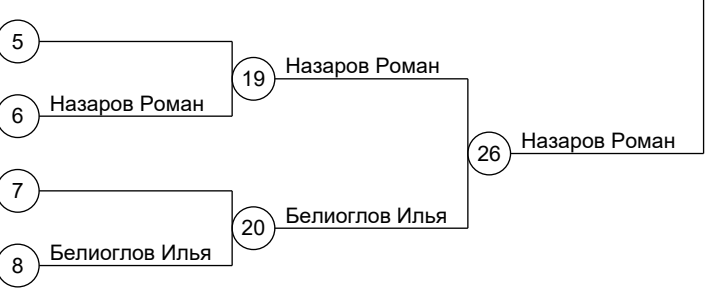 5
19 Назаров Роман
6 Назаров Роман
26 Назаров Роман
7
20 Белиоглов Илья
8 Белиоглов Илья